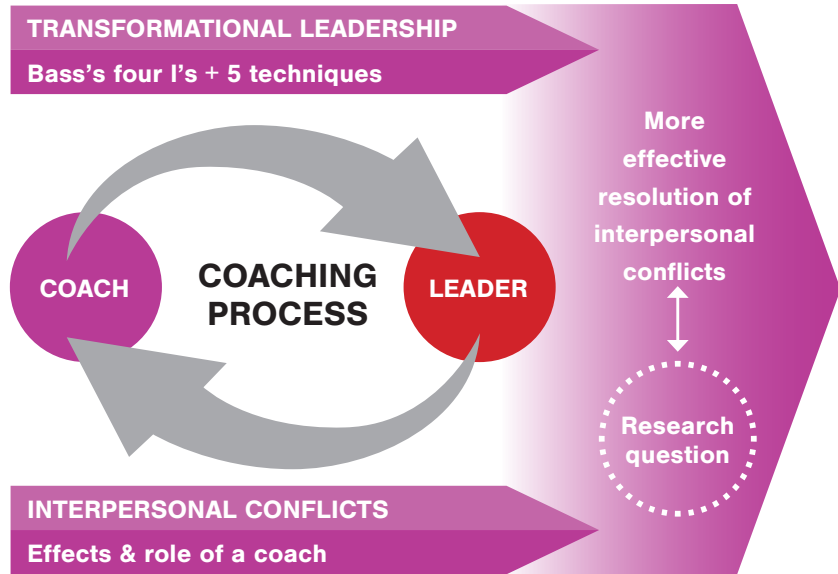 TRANSFORMATIONAL LEADERSHIP
Bass's four I's + 5 techniques
COACH
COACHING
PROCESS
LEADER
More
effective
resolution of
interpersonal
conflicts
Research
question
INTERPERSONAL CONFLICTS
Effects & role of a coach